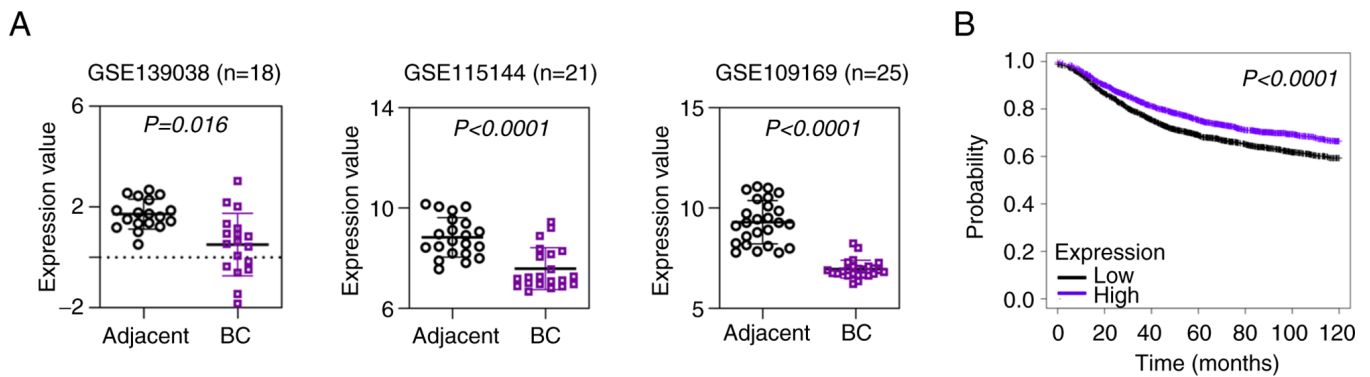 A
GSE139038 (n=18)
P=0.016
Expression value
6
2
−2
Adjacent
BC
GSE115144 (n=21)
P<0.0001
Expression value
14
10
6
Adjacent
BC
GSE109169 (n=25)
P<0.0001
Expression value
15
10
5
Adjacent
BC
B
P<0.0001
Probability
1.0
0.8
0.6
0.4
0.2
0.0
Expression
Low
High
0 20 40 60 80 100 120
Time (months)